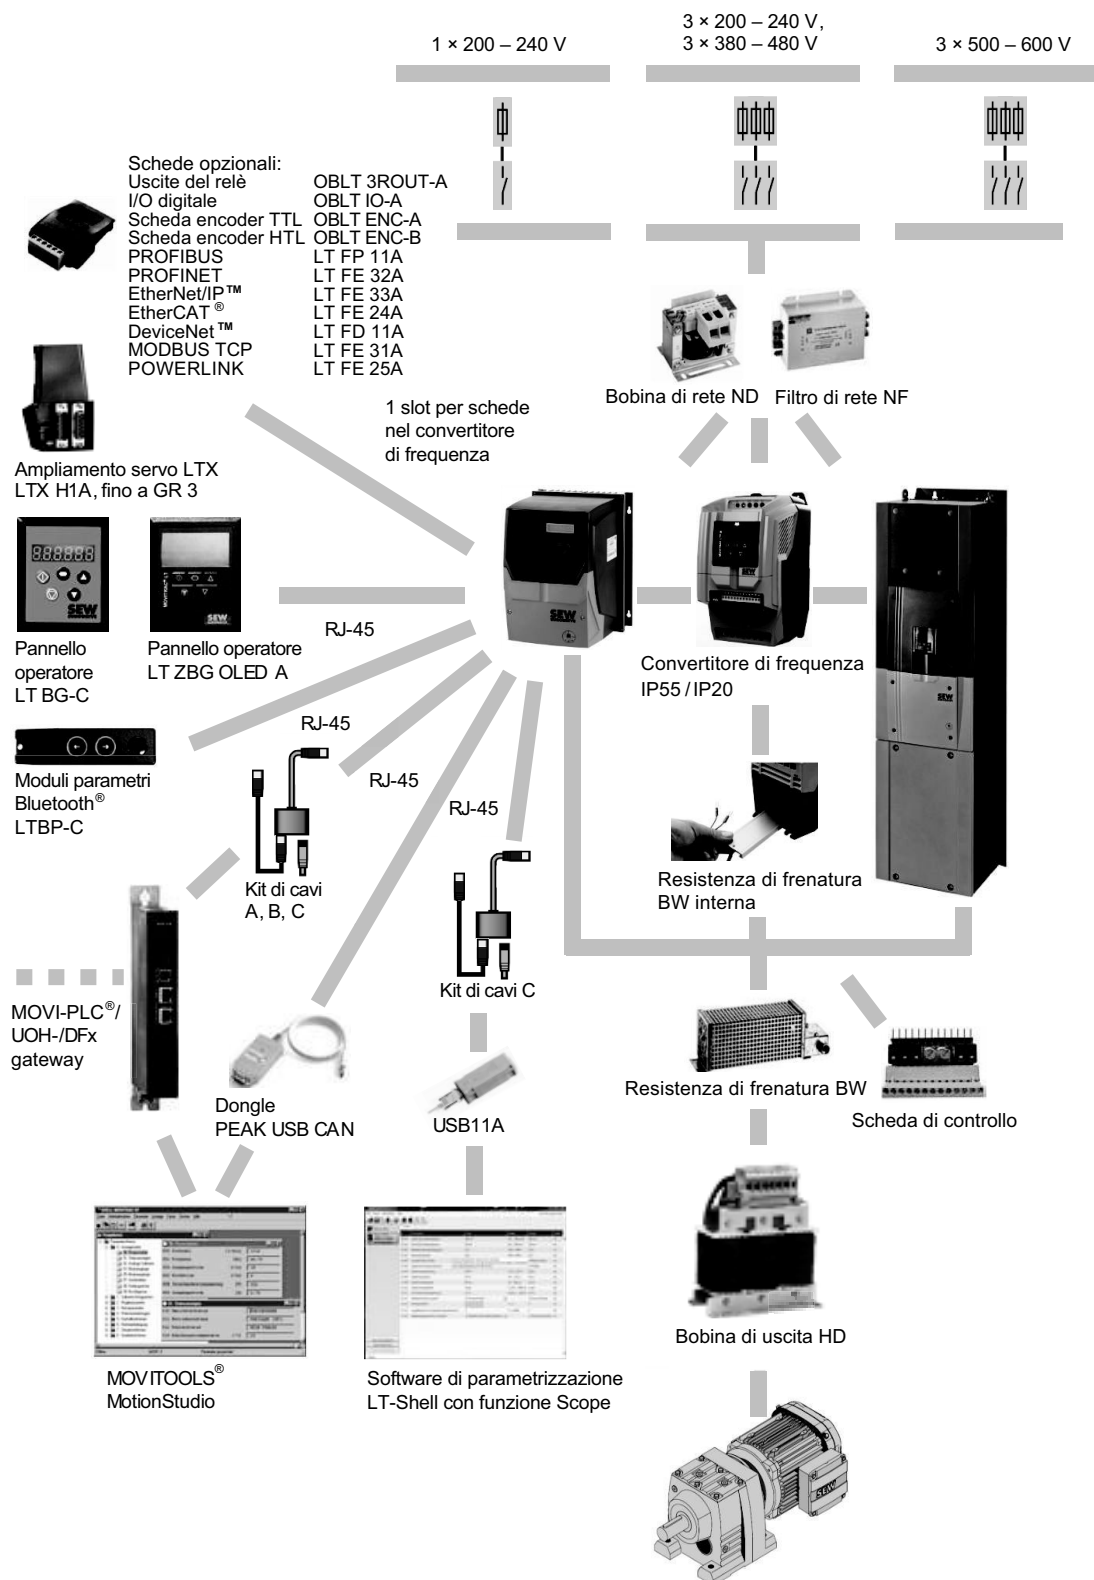 1 × 200 – 240 V
3 × 200 – 240 V,
3 × 380 – 480 V
3 × 500 – 600 V
Schede opzionali:
Uscite del relè OBLT 3ROUT-A
I/O digitale OBLT IO-A
Scheda encoder TTL OBLT ENC-A
Scheda encoder HTL OBLT ENC-B
PROFIBUS LT FP 11A
PROFINET LT FE 32A
EtherNet/IP™ LT FE 33A
EtherCAT® LT FE 24A
DeviceNet™ LT FD 11A
MODBUS TCP LT FE 31A
POWERLINK LT FE 25A
Bobina di rete ND
Filtro di rete NF
1 slot per schede
nel convertitore
di frequenza
Ampliamento servo LTX
LTX H1A, fino a GR 3
SEW
SEW
SEW
SEW
SEW
RJ-45
Pannello
operatore
LT BG-C
Pannello operatore
LT ZBG OLED A
Convertitore di frequenza
IP55 / IP20
RJ-45
RJ-45
RJ-45
Moduli parametri
Bluetooth®
LTBP-C
Kit di cavi
A, B, C
Resistenza di frenatura
BW interna
Kit di cavi C
MOVI-PLC®/
UOH-/DFx
gateway
Dongle
PEAK USB CAN
USB11A
Resistenza di frenatura BW
Scheda di controllo
Bobina di uscita HD
MOVITOOLS®
MotionStudio
Software di parametrizzazione
LT-Shell con funzione Scope
SEW